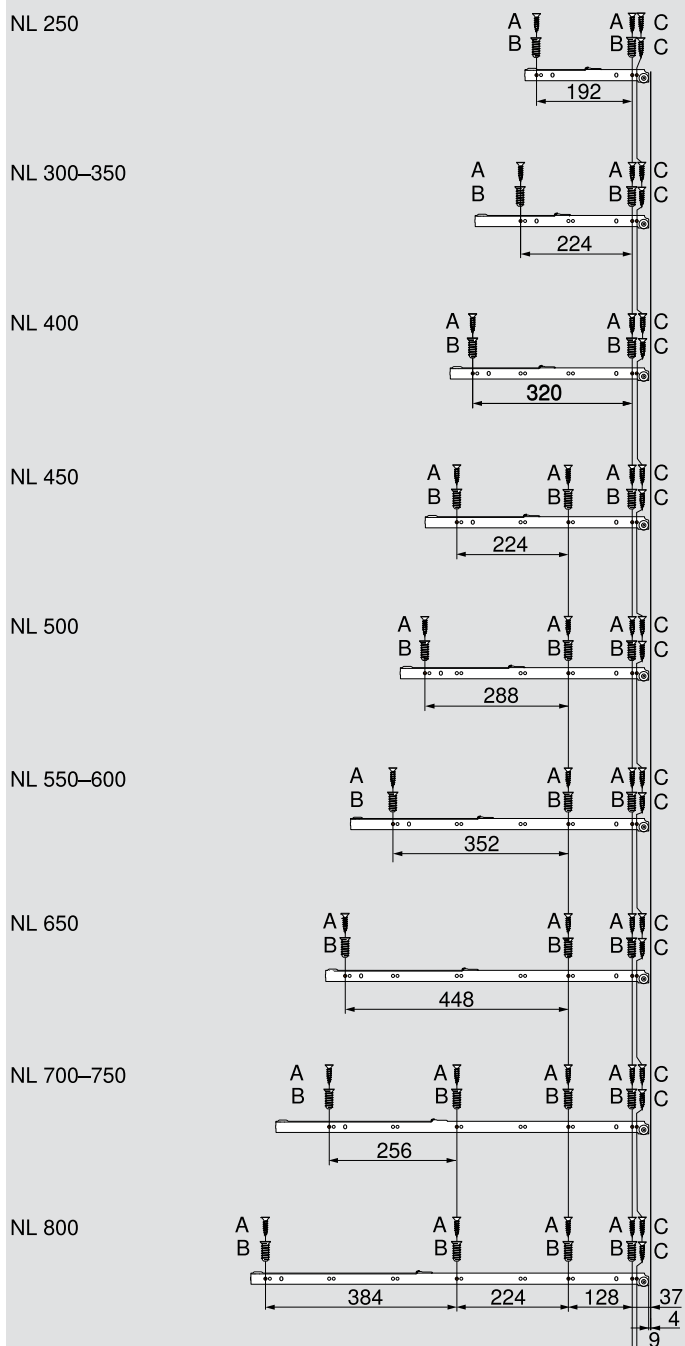 NL 250 A A C
B B C
192
NL 300–350 A A C
B B C
224
NL 400 A A C
B B C
320
NL 450 A A A C
B B B C
224
NL 500 A A A C
B B B C
288
NL 550–600 A A A C
B B B C
352
NL 650 A A A C
B B B C
448
NL 700–750 A A A A C
B B B B C
256
NL 800 A A A A C
B B B B C
384 224 128 37
4
9